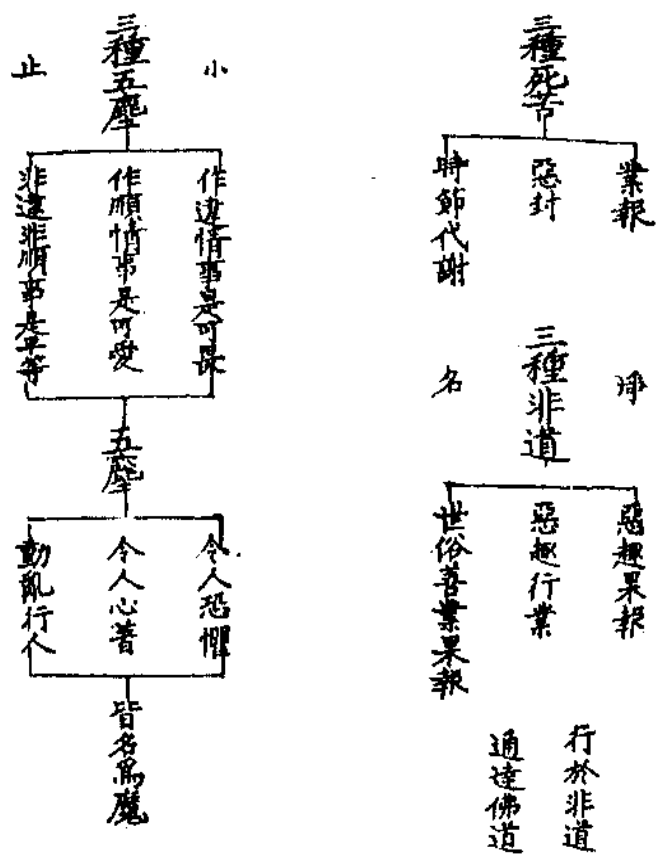 三種死苦
業報
惡対
時節代謝
淨
名
三種非道
惡趣果報
惡趣行業
世俗善業果報
行於非道
通達佛道
小
止
三種五塵
作違情事是可畏
作順情事是可愛
非違非順事是平等
五塵
令人恐懼
令人心著
動亂行人
皆名為魔